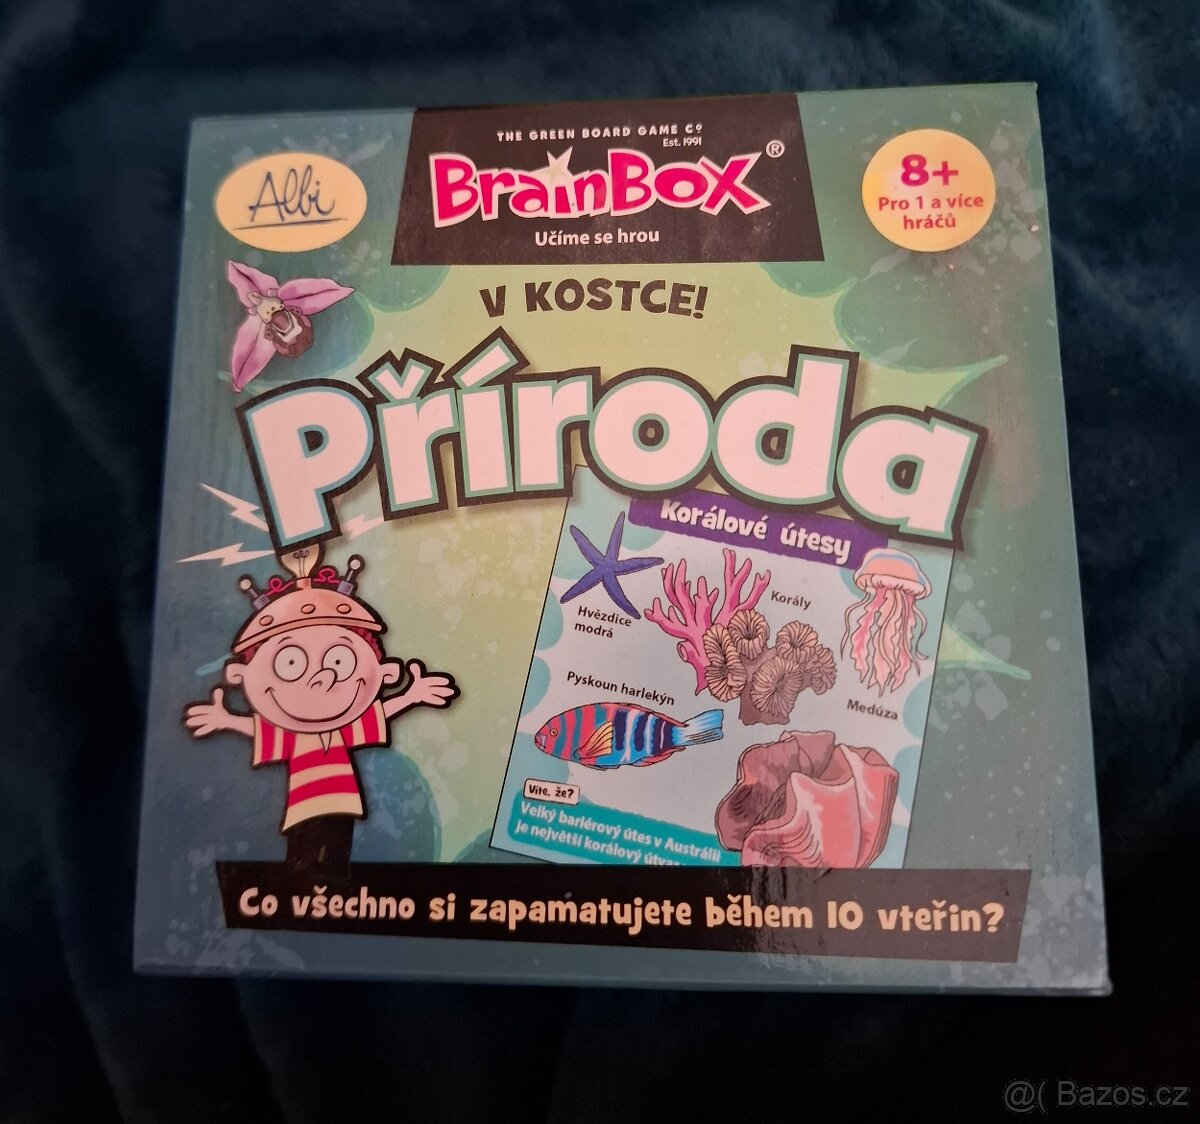 THE GREEN BOARD GAME Cº
Est. 1991
BrainBox®
Učíme se hrou
Albi
8+
Pro 1 a více
hráčů
V KOSTCE!
Příroda
Korálové útesy
Hvězdice
modrá
Korály
Pyskoun harlekýn
Medúza
Víte, že?
Velký bariérový útes v Austrálii
je největší korálový
Co všechno si zapamatujete během 10 vteřin?
@( Bazos.cz